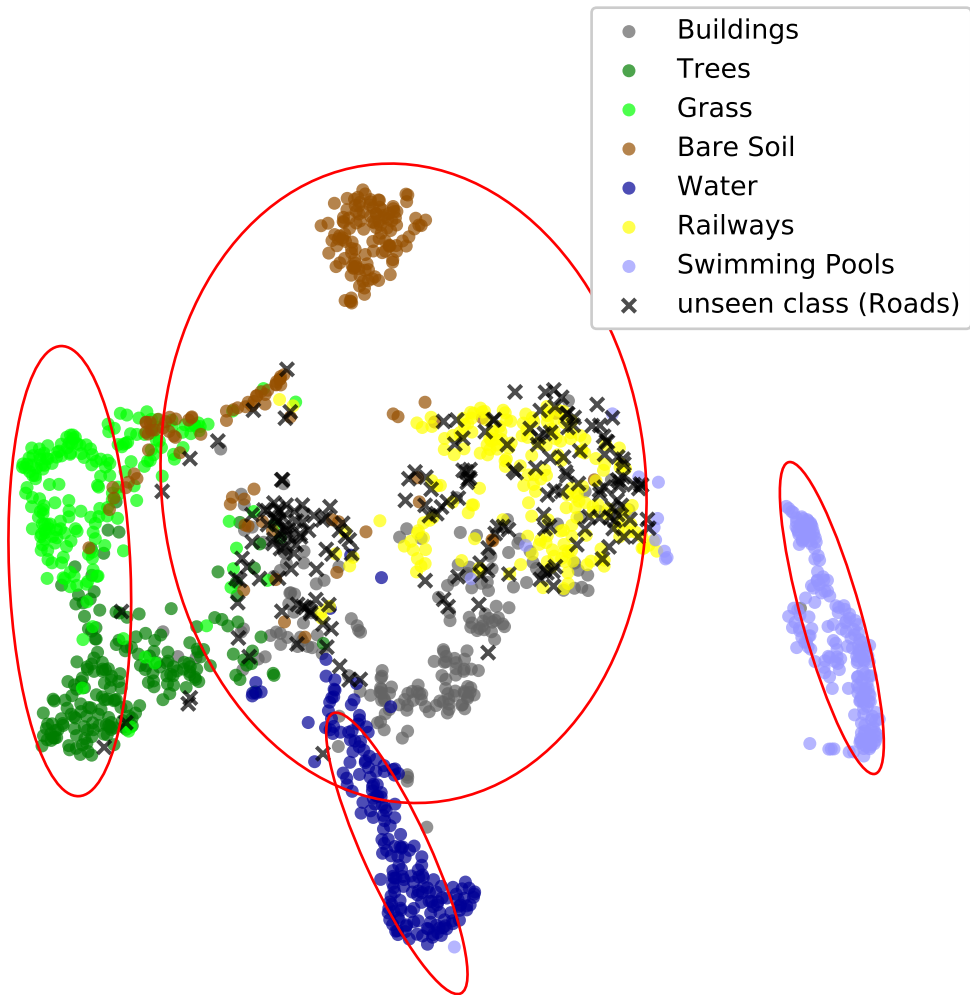 Buildings
Trees
Grass
Bare Soil
Water
Railways
Swimming Pools
unseen class (Roads)